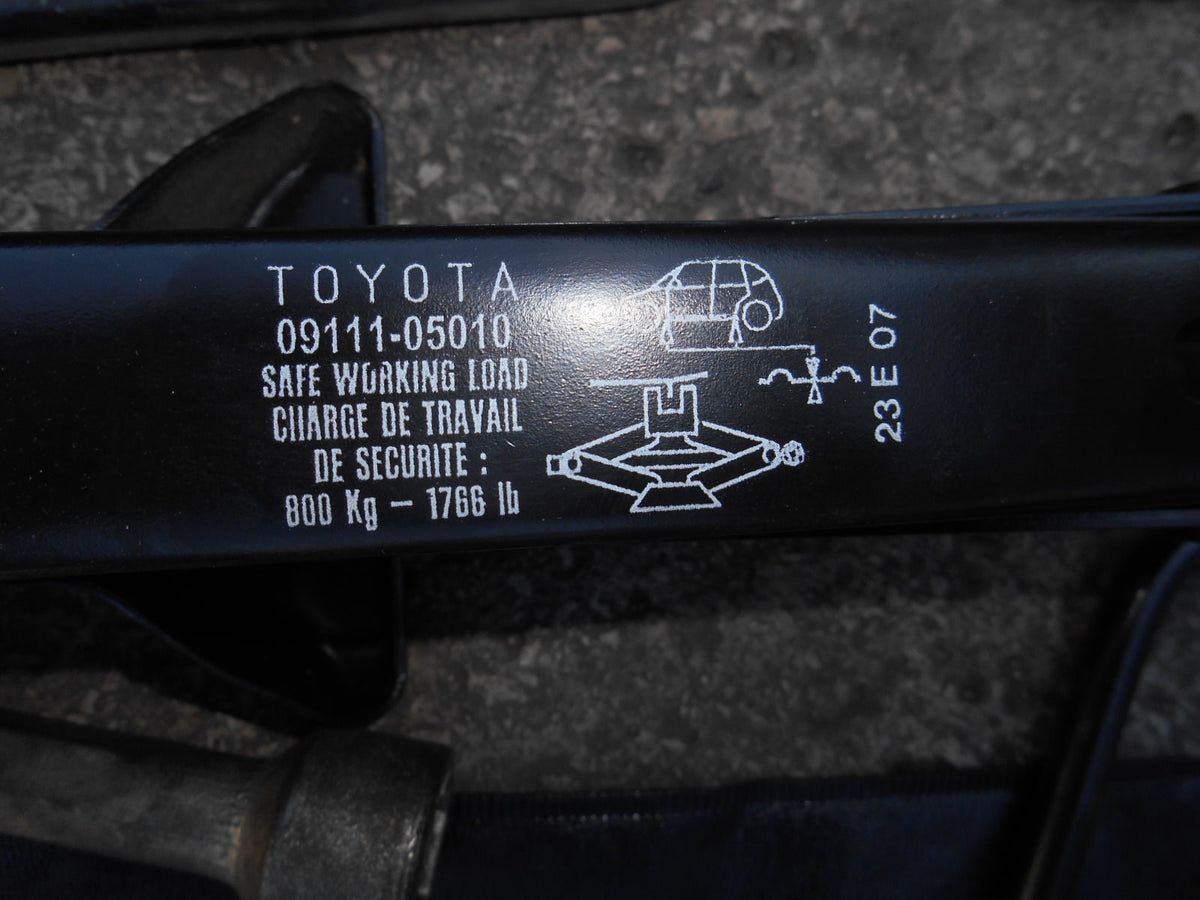 TOYOTA
09111-05010
SAFE WORKING LOAD
CHARGE DE TRAVAIL
DE SECURITE :
800 Kg – 1766 lb
23 E 07